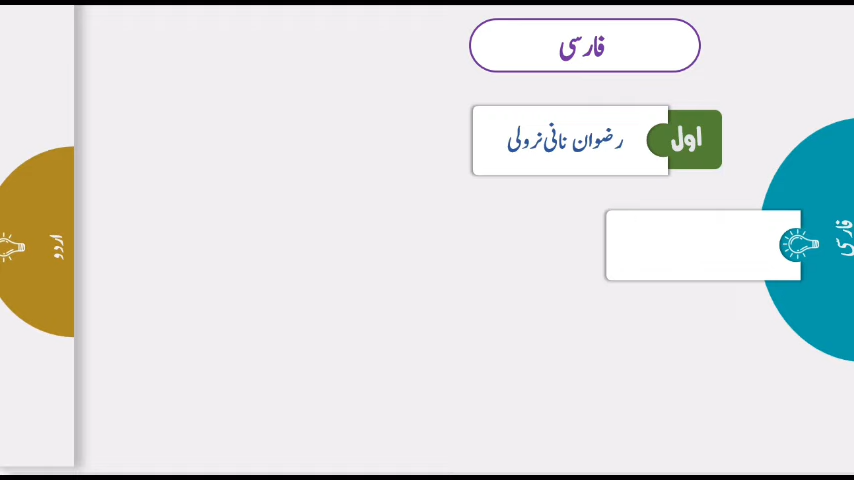 فارسی
اول
رضوان نانی نرولی
فارسی
اردو